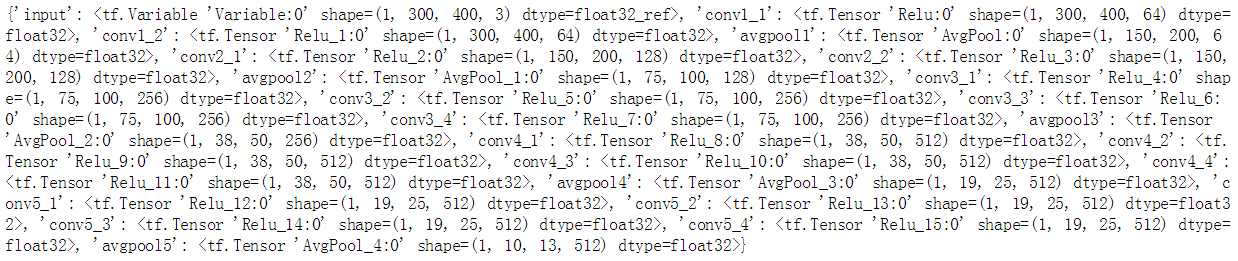 {'input': <tf.Variable 'Variable:0' shape=(1, 300, 400, 3) dtype=float32_ref>, 'conv1_1': <tf.Tensor 'Relu:0' shape=(1, 300, 400, 64) dtype=
float32>, 'conv1_2': <tf.Tensor 'Relu_1:0' shape=(1, 300, 400, 64) dtype=float32>, 'avgpool1': <tf.Tensor 'AvgPool:0' shape=(1, 150, 200, 6
4) dtype=float32>, 'conv2_1': <tf.Tensor 'Relu_2:0' shape=(1, 150, 200, 128) dtype=float32>, 'conv2_2': <tf.Tensor 'Relu_3:0' shape=(1, 150,
200, 128) dtype=float32>, 'avgpool2': <tf.Tensor 'AvgPool_1:0' shape=(1, 75, 100, 128) dtype=float32>, 'conv3_1': <tf.Tensor 'Relu_4:0' shap
e=(1, 75, 100, 256) dtype=float32>, 'conv3_2': <tf.Tensor 'Relu_5:0' shape=(1, 75, 100, 256) dtype=float32>, 'conv3_3': <tf.Tensor 'Relu_6:
0' shape=(1, 75, 100, 256) dtype=float32>, 'conv3_4': <tf.Tensor 'Relu_7:0' shape=(1, 75, 100, 256) dtype=float32>, 'avgpool3': <tf.Tensor
'AvgPool_2:0' shape=(1, 38, 50, 256) dtype=float32>, 'conv4_1': <tf.Tensor 'Relu_8:0' shape=(1, 38, 50, 512) dtype=float32>, 'conv4_2': <tf.
Tensor 'Relu_9:0' shape=(1, 38, 50, 512) dtype=float32>, 'conv4_3': <tf.Tensor 'Relu_10:0' shape=(1, 38, 50, 512) dtype=float32>, 'conv4_4':
<tf.Tensor 'Relu_11:0' shape=(1, 38, 50, 512) dtype=float32>, 'avgpool4': <tf.Tensor 'AvgPool_3:0' shape=(1, 19, 25, 512) dtype=float32>, 'c
onv5_1': <tf.Tensor 'Relu_12:0' shape=(1, 19, 25, 512) dtype=float32>, 'conv5_2': <tf.Tensor 'Relu_13:0' shape=(1, 19, 25, 512) dtype=float3
2>, 'conv5_3': <tf.Tensor 'Relu_14:0' shape=(1, 19, 25, 512) dtype=float32>, 'conv5_4': <tf.Tensor 'Relu_15:0' shape=(1, 19, 25, 512) dtype=
float32>, 'avgpool5': <tf.Tensor 'AvgPool_4:0' shape=(1, 10, 13, 512) dtype=float32>}